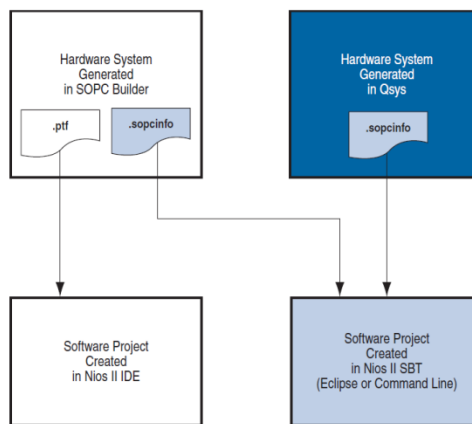 Hardware System
Generated
in SOPC Builder
.ptf
.sopcinfo
Hardware System
Generated
in Qsys
.sopcinfo
Software Project
Created
in Nios II IDE
Software Project
Created
in Nios II SBT
(Eclipse or Command Line)